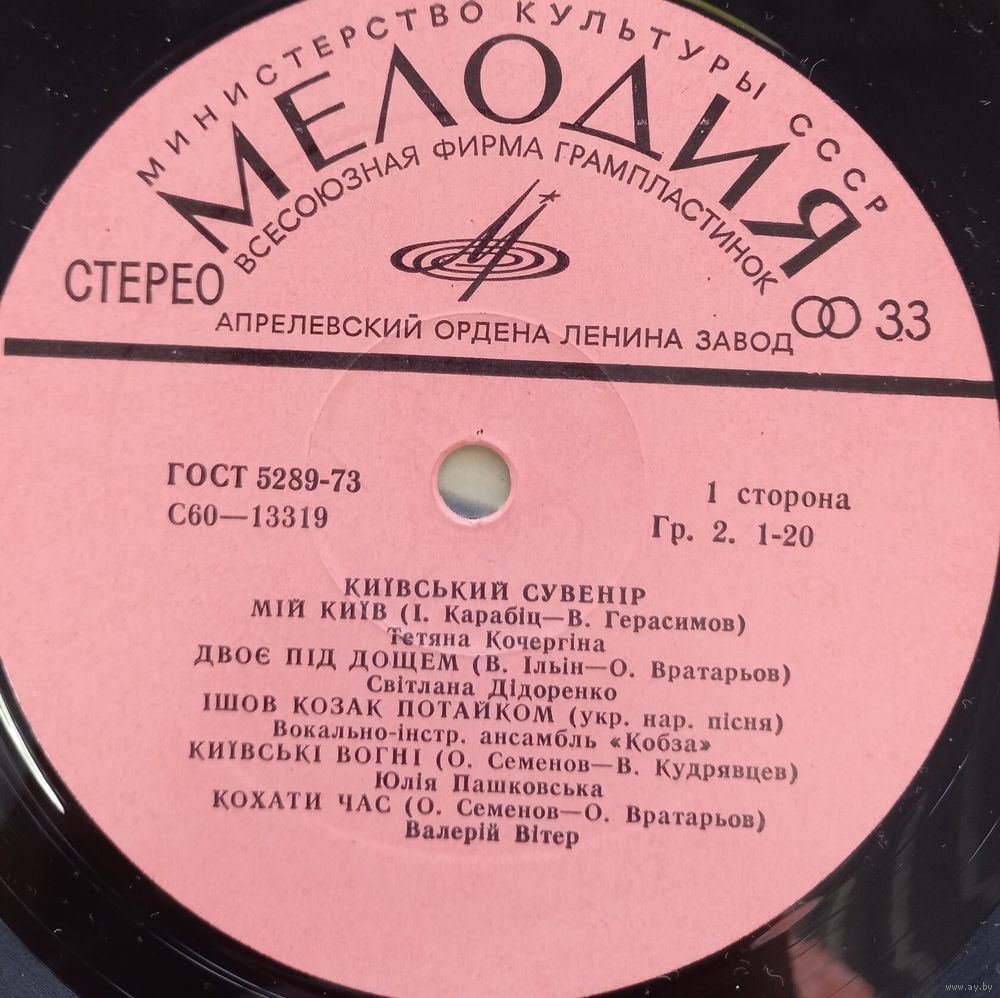 МИНИСТЕРСТВО КУЛЬТУРЫ СССР
МЕЛОДИЯ
ВСЕСОЮЗНАЯ ФИРМА ГРАМПЛАСТИНОК
СТЕРЕО
33
АПРЕЛЕВСКИЙ ОРДЕНА ЛЕНИНА ЗАВОД
ГОСТ 5289-73
С60—13319
1 сторона
Гр. 2. 1-20
КИЇВСЬКИЙ СУВЕНІР
МІЙ КИЇВ (І. Карабіц—В. Герасимов)
Тетяна Кочергіна
ДВОЄ ПІД ДОЩЕМ (В. Ільін—О. Вратарьов)
Світлана Дідоренко
ІШОВ КОЗАК ПОТАЙКОМ (укр. нар. пісня)
Вокально-інстр. ансамбль «Кобза»
КИЇВСЬКІ ВОГНІ (О. Семенов—В. Кудрявцев)
Юлія Пашковська
КОХАТИ ЧАС (О. Семенов—О. Вратарьов)
Валерій Вітер
www.ay.by